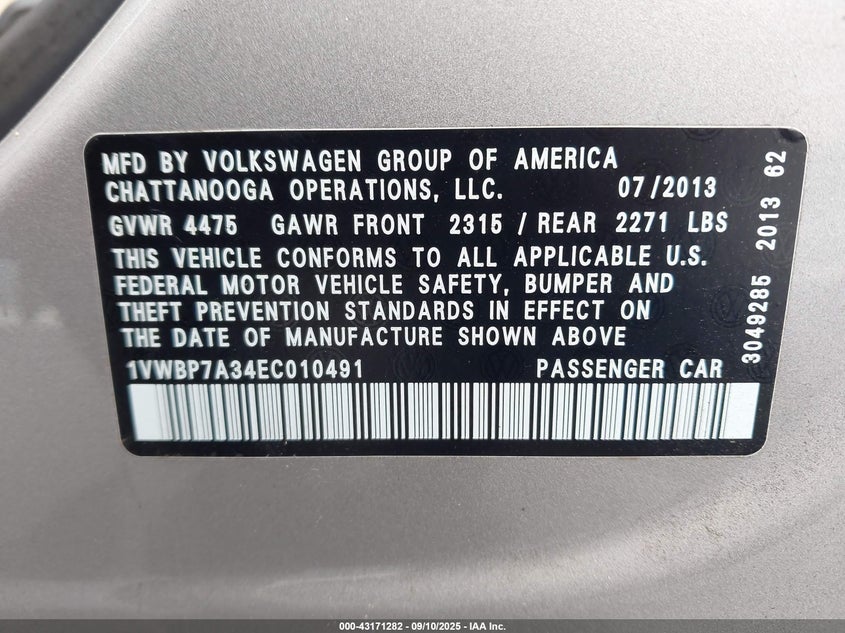 MFD BY VOLKSWAGEN GROUP OF AMERICA
CHATTANOOGA OPERATIONS, LLC. 07/2013
GVWR 4475 GAWR FRONT 2315 / REAR 2271 LBS
THIS VEHICLE CONFORMS TO ALL APPLICABLE U.S.
FEDERAL MOTOR VEHICLE SAFETY, BUMPER AND
THEFT PREVENTION STANDARDS IN EFFECT ON
THE DATE OF MANUFACTURE SHOWN ABOVE
1VWBP7A34EC010491 PASSENGER CAR
3049285 2013 62
000-43171282 - 09/10/2025 - IAA Inc.